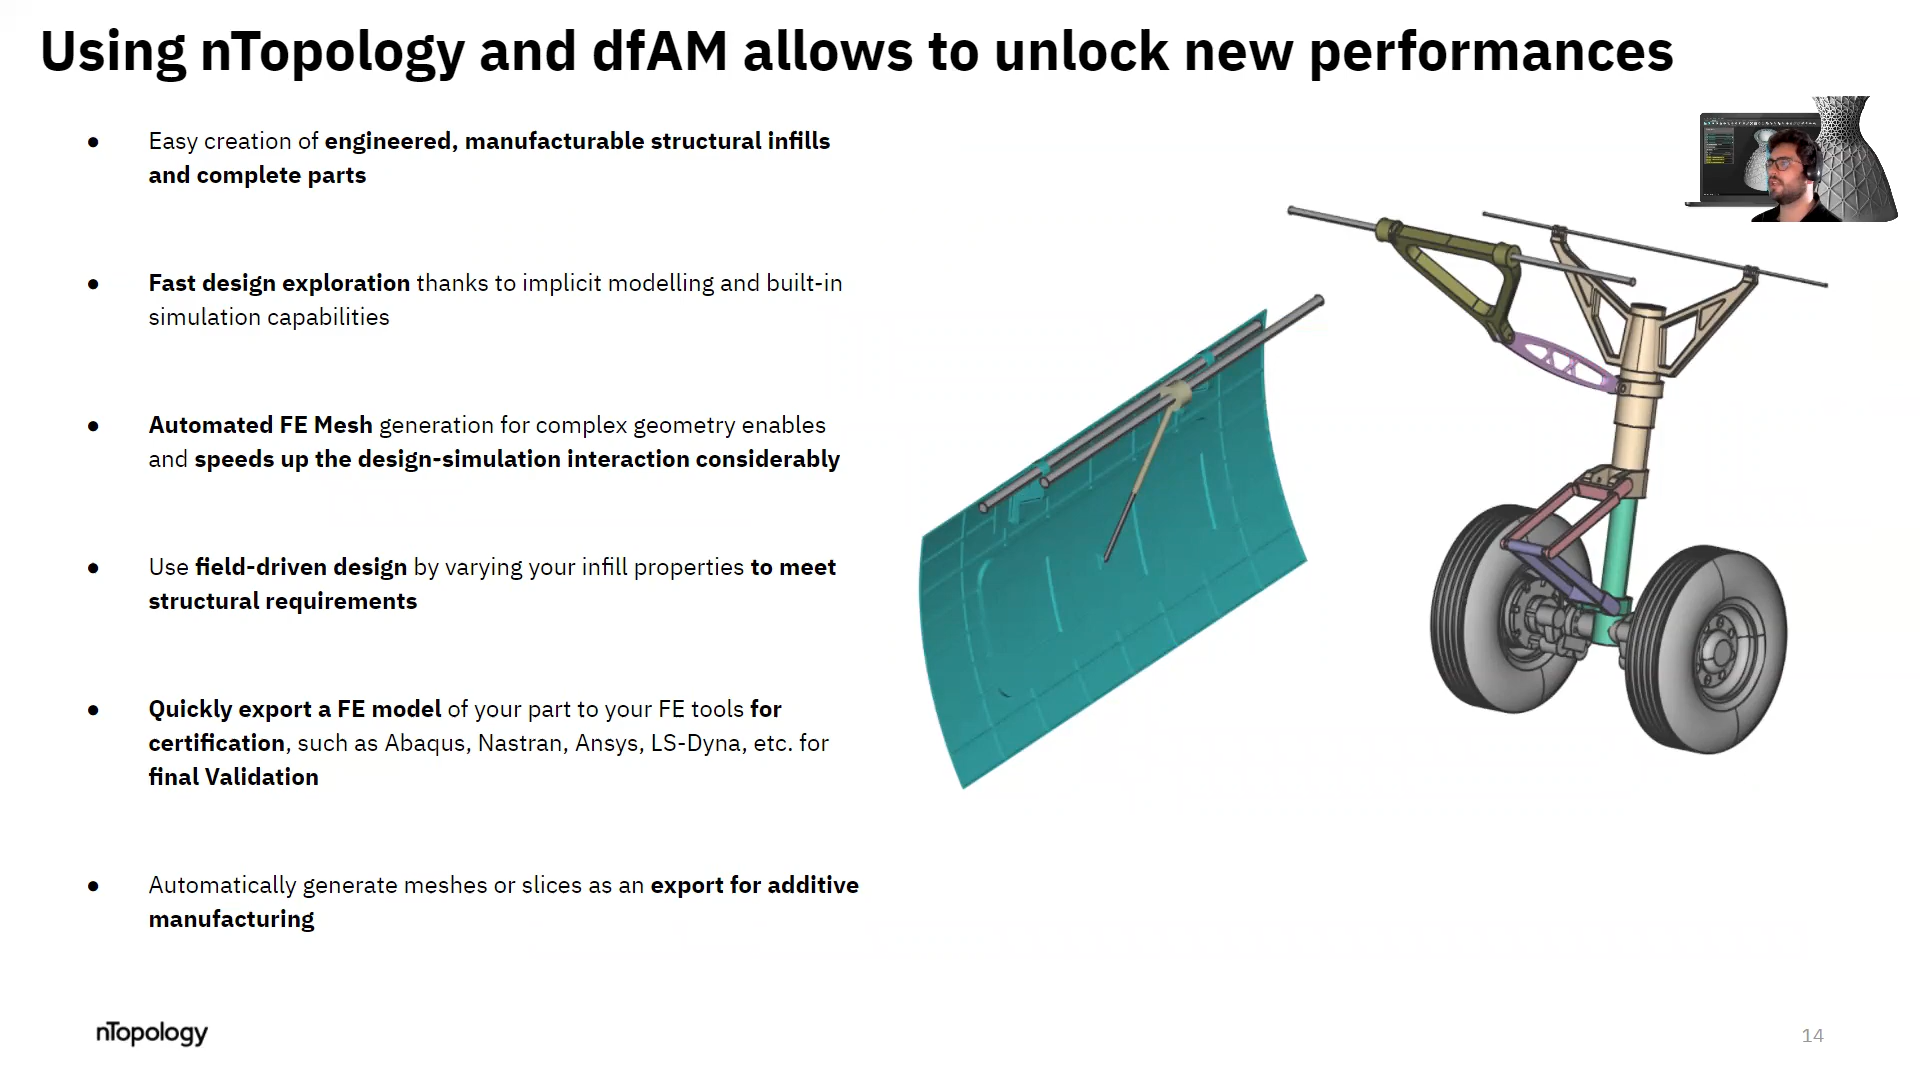 Using nTopology and dfAM allows to unlock new performances
● Easy creation of engineered, manufacturable structural infills
and complete parts
● Fast design exploration thanks to implicit modelling and built-in
simulation capabilities
● Automated FE Mesh generation for complex geometry enables
and speeds up the design-simulation interaction considerably
● Use field-driven design by varying your infill properties to meet
structural requirements
● Quickly export a FE model of your part to your FE tools for
certification, such as Abaqus, Nastran, Ansys, LS-Dyna, etc. for
final Validation
● Automatically generate meshes or slices as an export for additive
manufacturing
nTopology
14